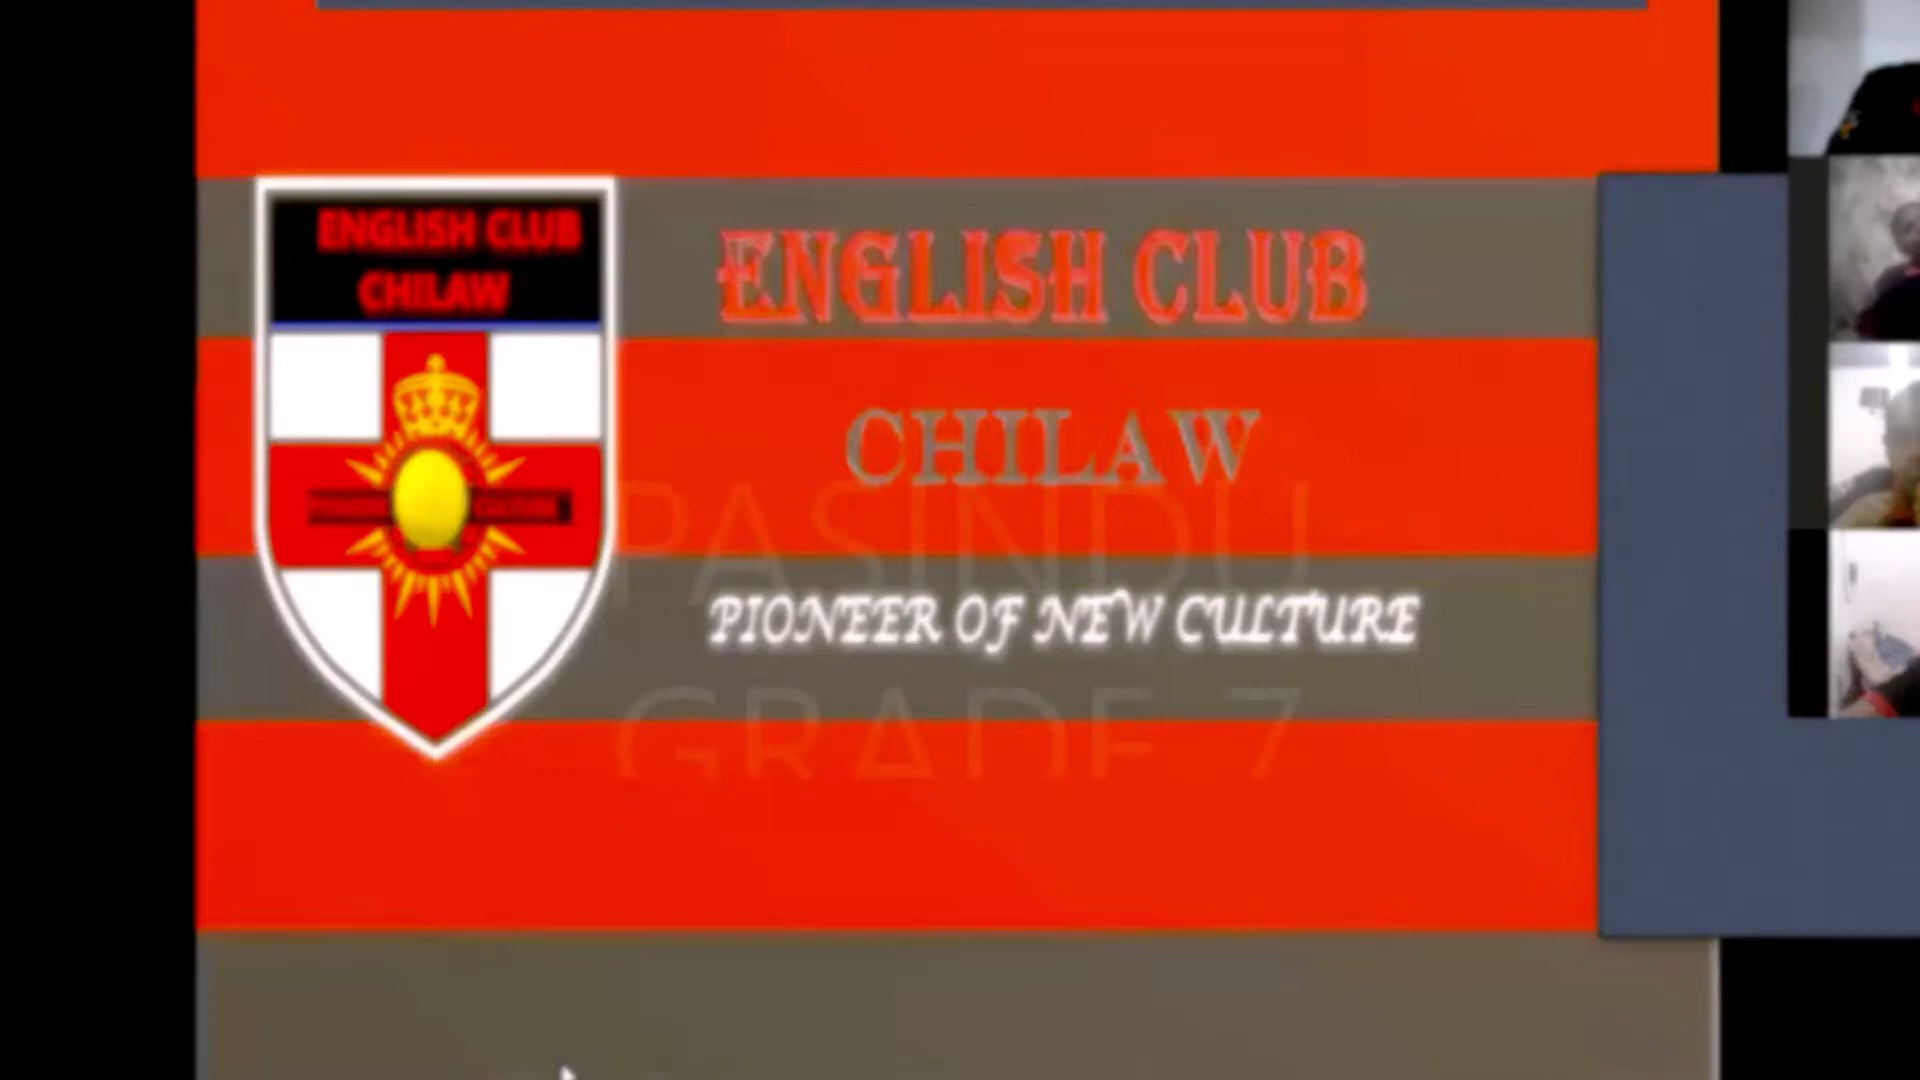 ENGLISH CLUB
CHILAW
ENGLISH CLUB
CHILAW
PASINDU
PIONEER OF NEW CULTURE
GRADE 7